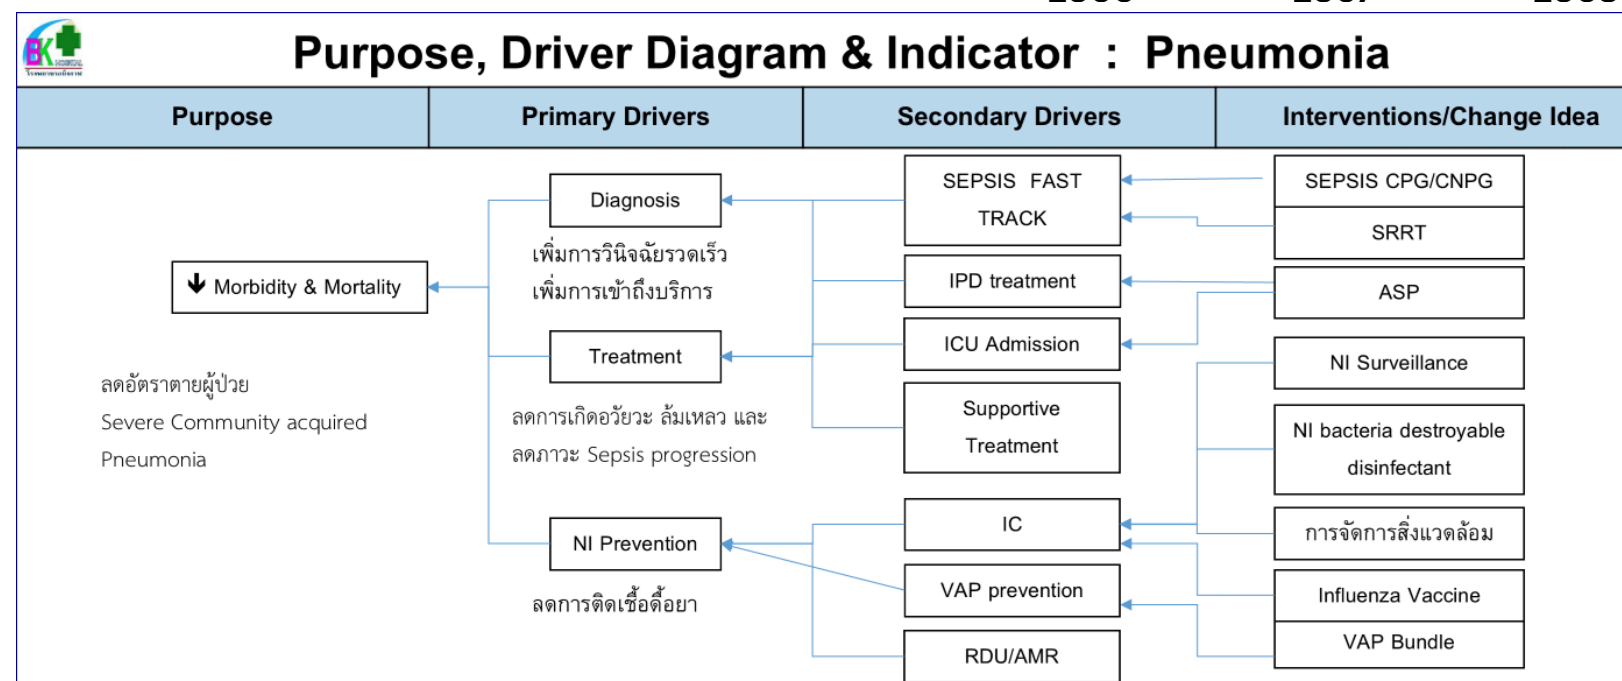 BK
HOSPITAL
Purpose, Driver Diagram & Indicator : Pneumonia
Purpose
Primary Drivers
Secondary Drivers
Interventions/Change Idea
↓ Morbidity & Mortality
ลดอัตราตายผู้ป่วย
Severe Community acquired
Pneumonia
Diagnosis
เพิ่มการวินิจฉัยรวดเร็ว
เพิ่มการเข้าถึงบริการ
Treatment
ลดการเกิดอวัยวะ ล้มเหลว และ
ลดภาวะ Sepsis progression
NI Prevention
ลดการติดเชื้อดื้อยา
SEPSIS FAST
TRACK
IPD treatment
ICU Admission
Supportive
Treatment
IC
VAP prevention
RDU/AMR
SEPSIS CPG/CNPG
SRRT
ASP
NI Surveillance
NI bacteria destroyable
disinfectant
การจัดการสิ่งแวดล้อม
Influenza Vaccine
VAP Bundle